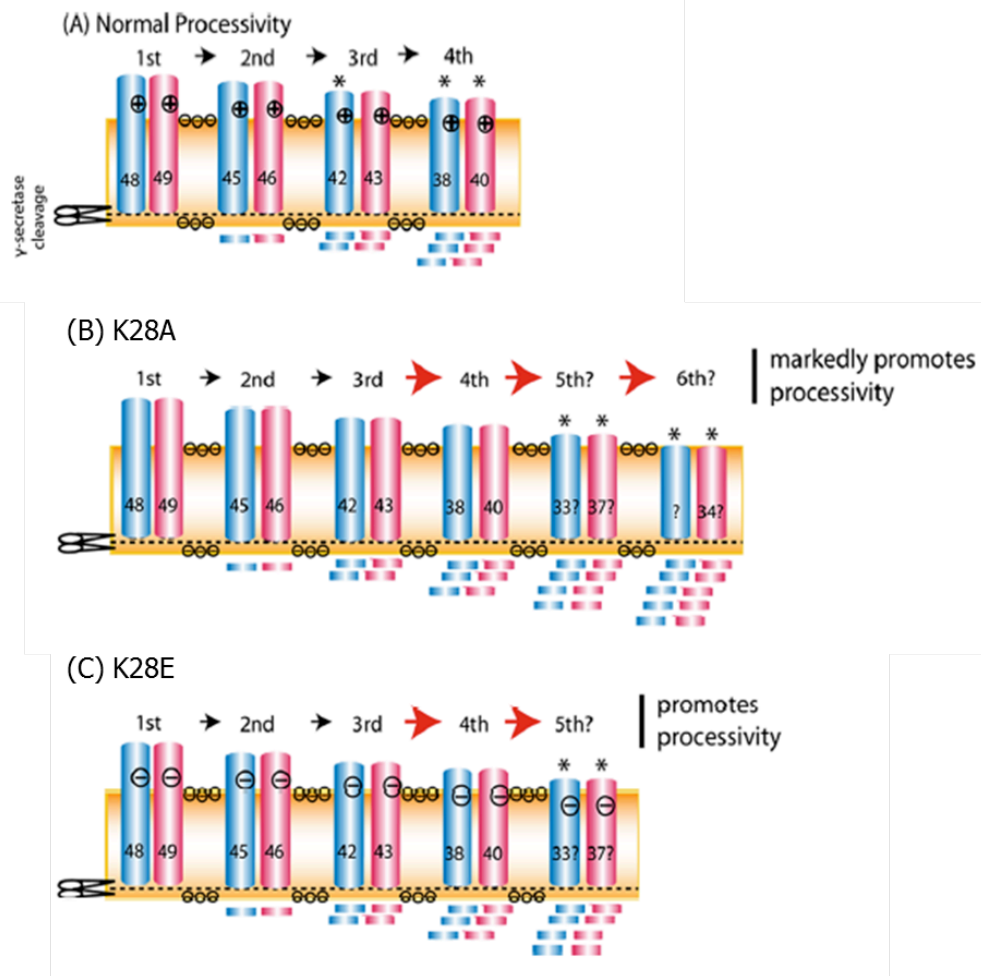 (A) Normal Processivity
1st 2nd 3rd 4th
* * *
⊕ ⊕ ⊕ ⊕ ⊕ ⊕ ⊕ ⊕
48 49 45 46 42 43 38 40
γ-secretase
cleavage
(B) K28A
1st 2nd 3rd 4th 5th? 6th?
markedly promotes
processivity
* * * *
48 49 45 46 42 43 38 40 33? 37? ? 34?
(C) K28E
1st 2nd 3rd 4th 5th?
promotes
processivity
* *
⊖ ⊖ ⊖ ⊖ ⊖ ⊖ ⊖ ⊖ ⊖ ⊖
48 49 45 46 42 43 38 40 33? 37?